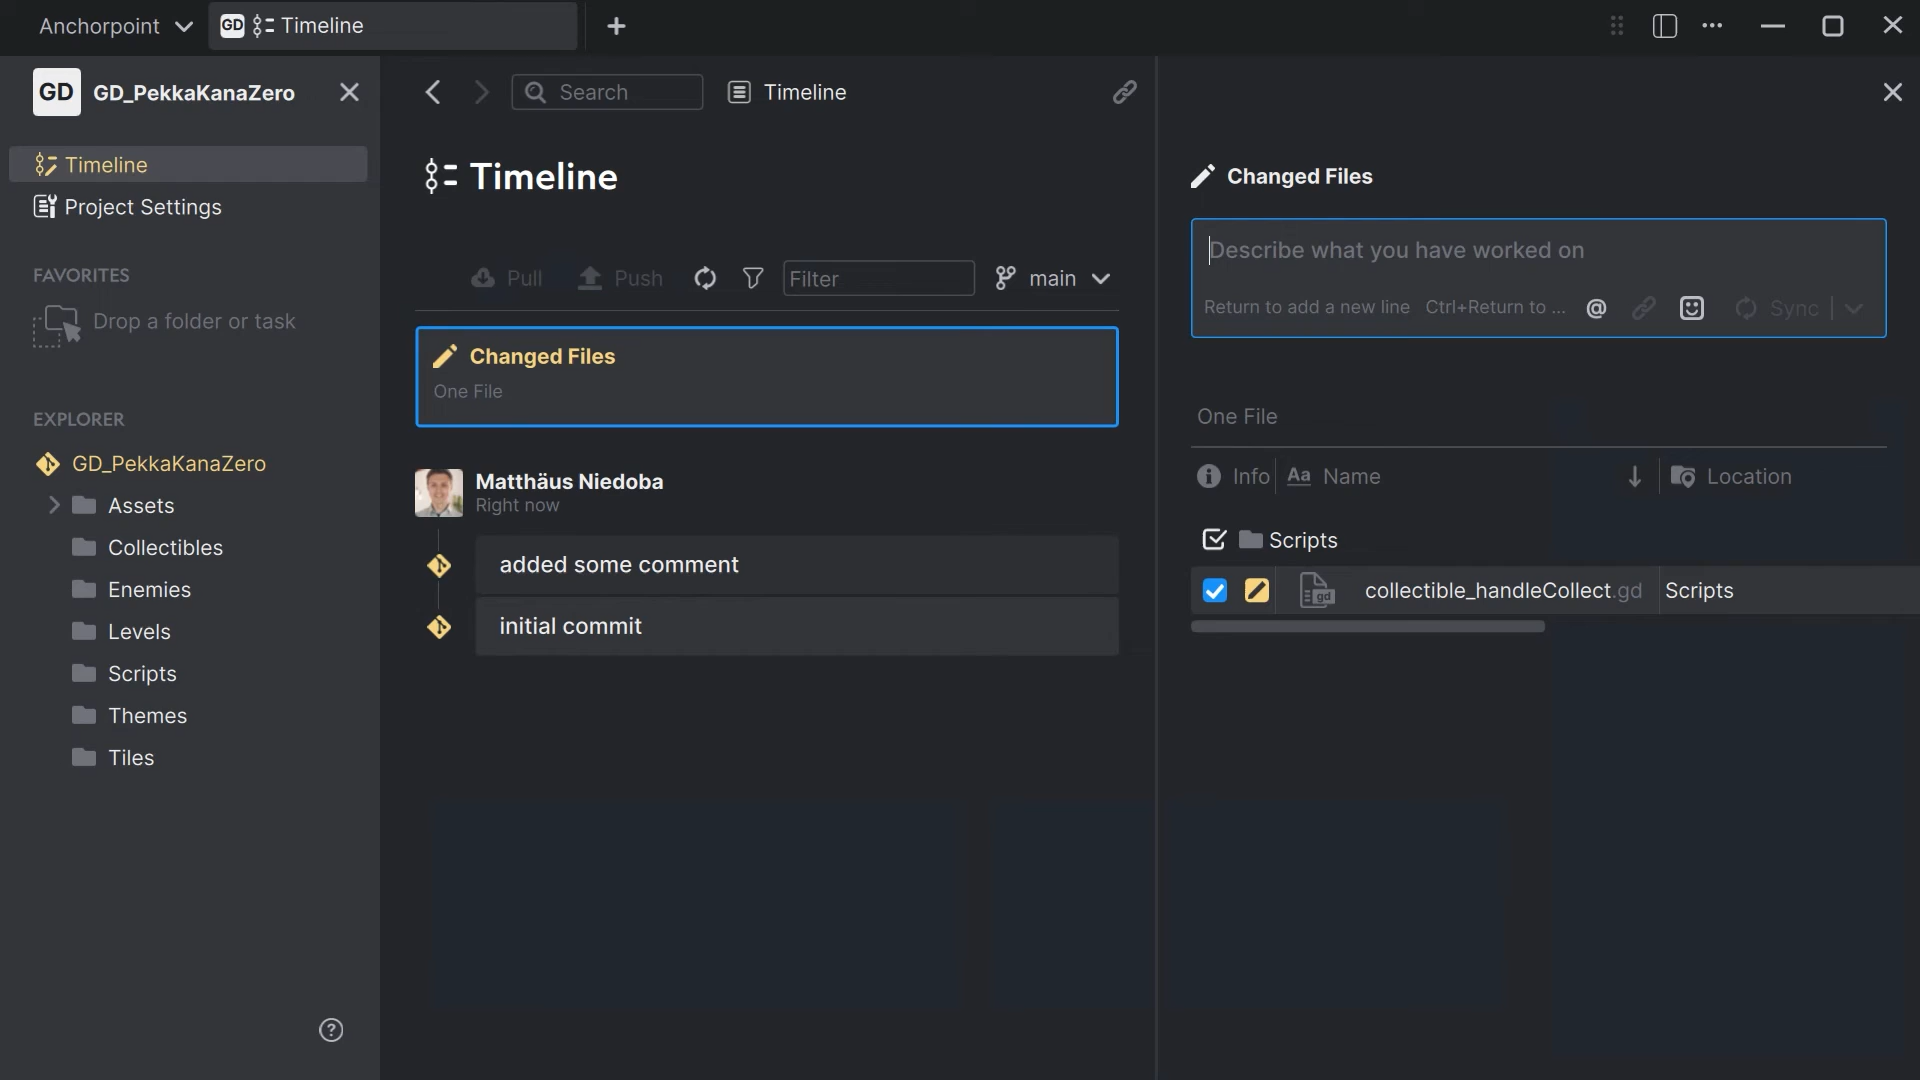 Anchorpoint
GD Timeline
GD GD_PekkaKanaZero
Timeline
Project Settings
FAVORITES
Drop a folder or task
EXPLORER
GD_PekkaKanaZero
Assets
Collectibles
Enemies
Levels
Scripts
Themes
Tiles
Search
Timeline
Timeline
Pull Push Filter main
Changed Files
One File
Matthäus Niedoba
Right now
added some comment
initial commit
Changed Files
Describe what you have worked on
Return to add a new line Ctrl+Return to ... @ Sync
One File
Info Aa Name Location
Scripts
gd collectible_handleCollect.gd Scripts